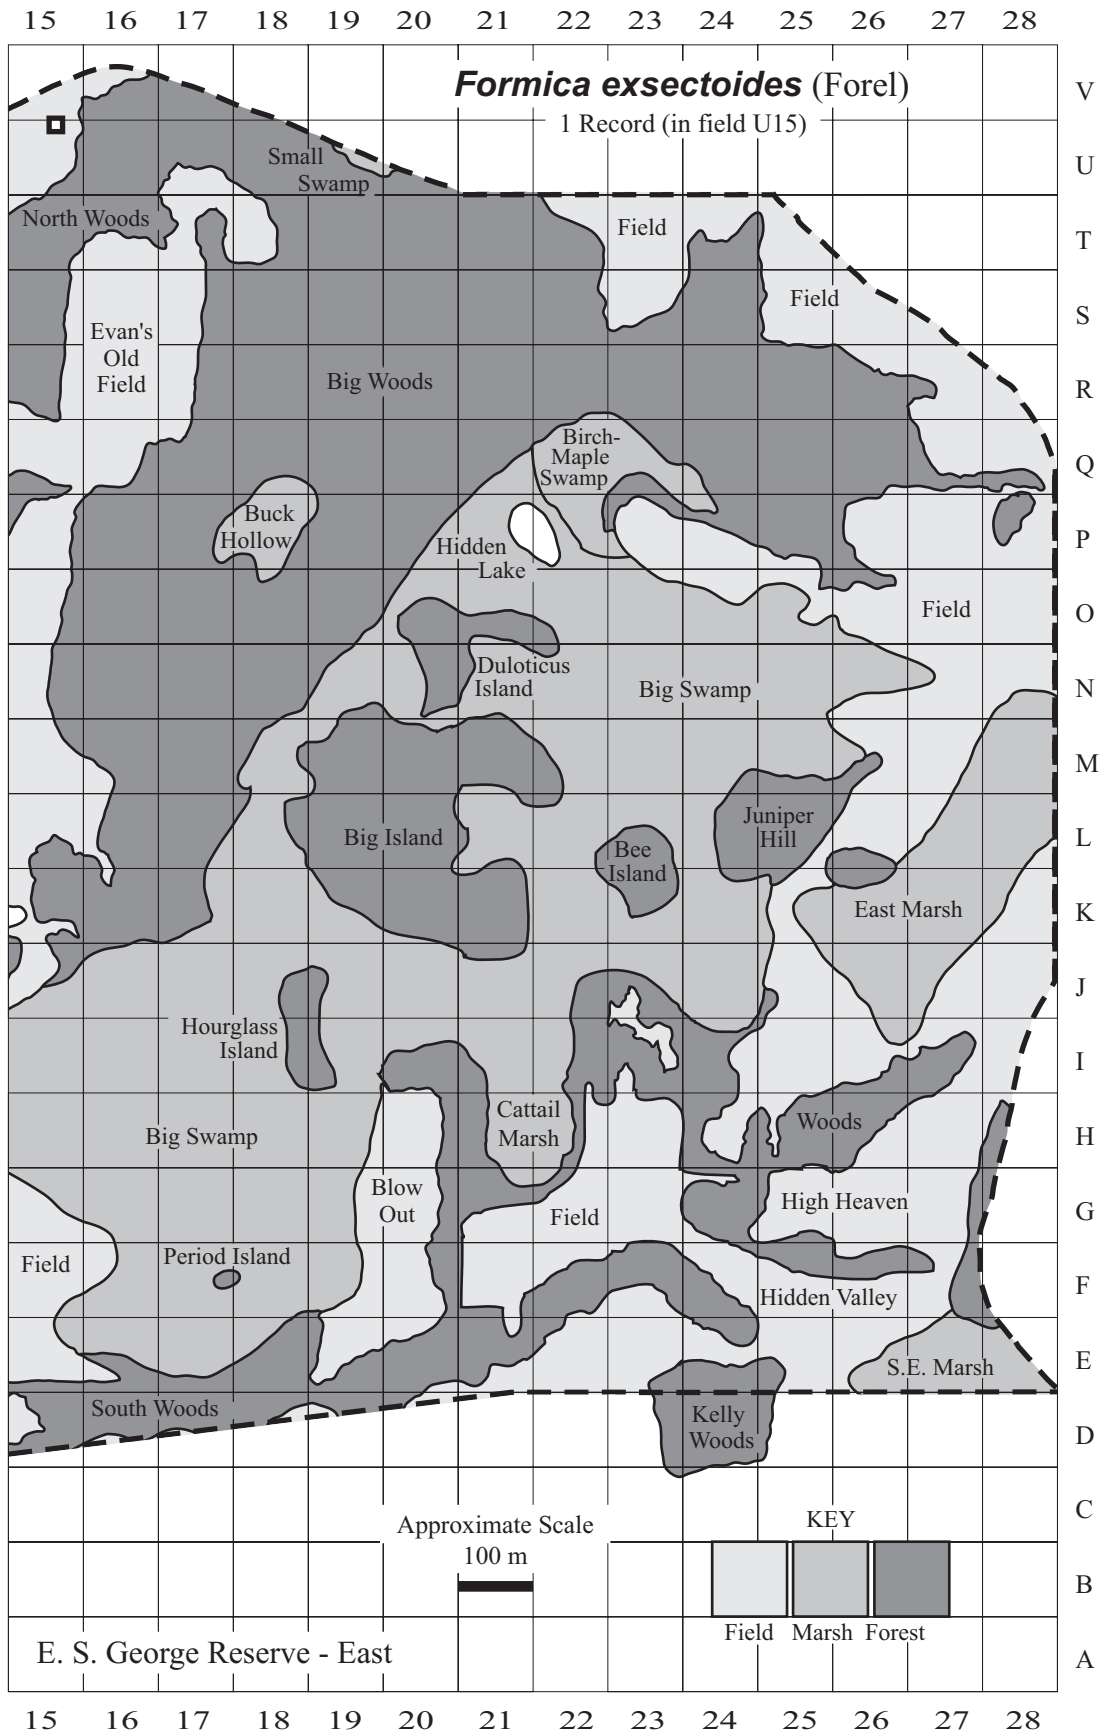 15 16 17 18 19 20 21 22 23 24 25 26 27 28
Formica exsectoides (Forel)
V
1 Record (in field U15)
Small
Swamp
U
North Woods
Field
T
Field
S
Evan's
Old
Field
Big Woods
R
Birch-
Maple
Swamp
Q
Buck
Hollow
Hidden
Lake
P
Field
O
Duloticus
Island
Big Swamp
N
M
Big Island
Juniper
Hill
Bee
Island
L
East Marsh
K
J
Hourglass
Island
I
Cattail
Marsh
Woods
Big Swamp
H
Blow
Out
Field
High Heaven
G
Field
Period Island
Hidden Valley
F
S.E. Marsh
E
South Woods
Kelly
Woods
D
Approximate Scale
100 m
KEY
C
B
Field Marsh Forest
E. S. George Reserve - East
A
15 16 17 18 19 20 21 22 23 24 25 26 27 28